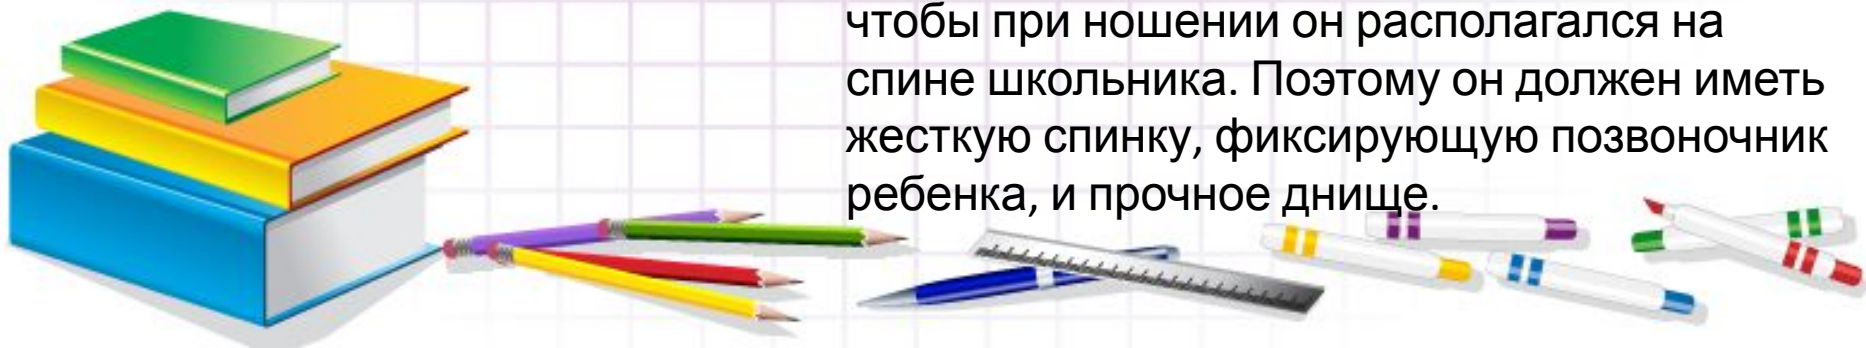 чтобы при ношении он располагался на
спине школьника. Поэтому он должен иметь
жесткую спинку, фиксирующую позвоночник
ребенка, и прочное днище.